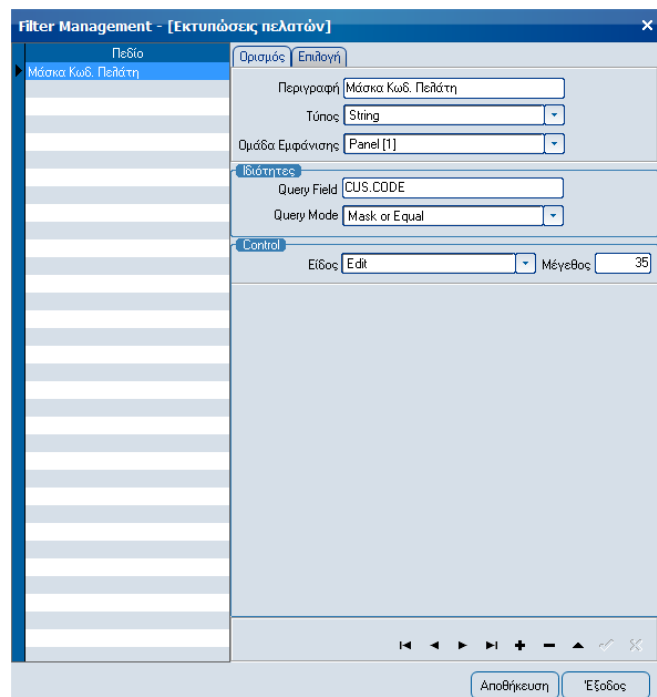 Filter Management - [Εκτυπώσεις πελατών]
Πεδίο
Μάσκα Κωδ. Πελάτη
Ορισμός Επιλογή
Περιγραφή Μάσκα Κωδ. Πελάτη
Τύπος String
Ομάδα Εμφάνισης Panel [1]
Ιδιότητες
Query Field CUS.CODE
Query Mode Mask or Equal
Control
Είδος Edit Μέγεθος 35
Αποθήκευση Έξοδος